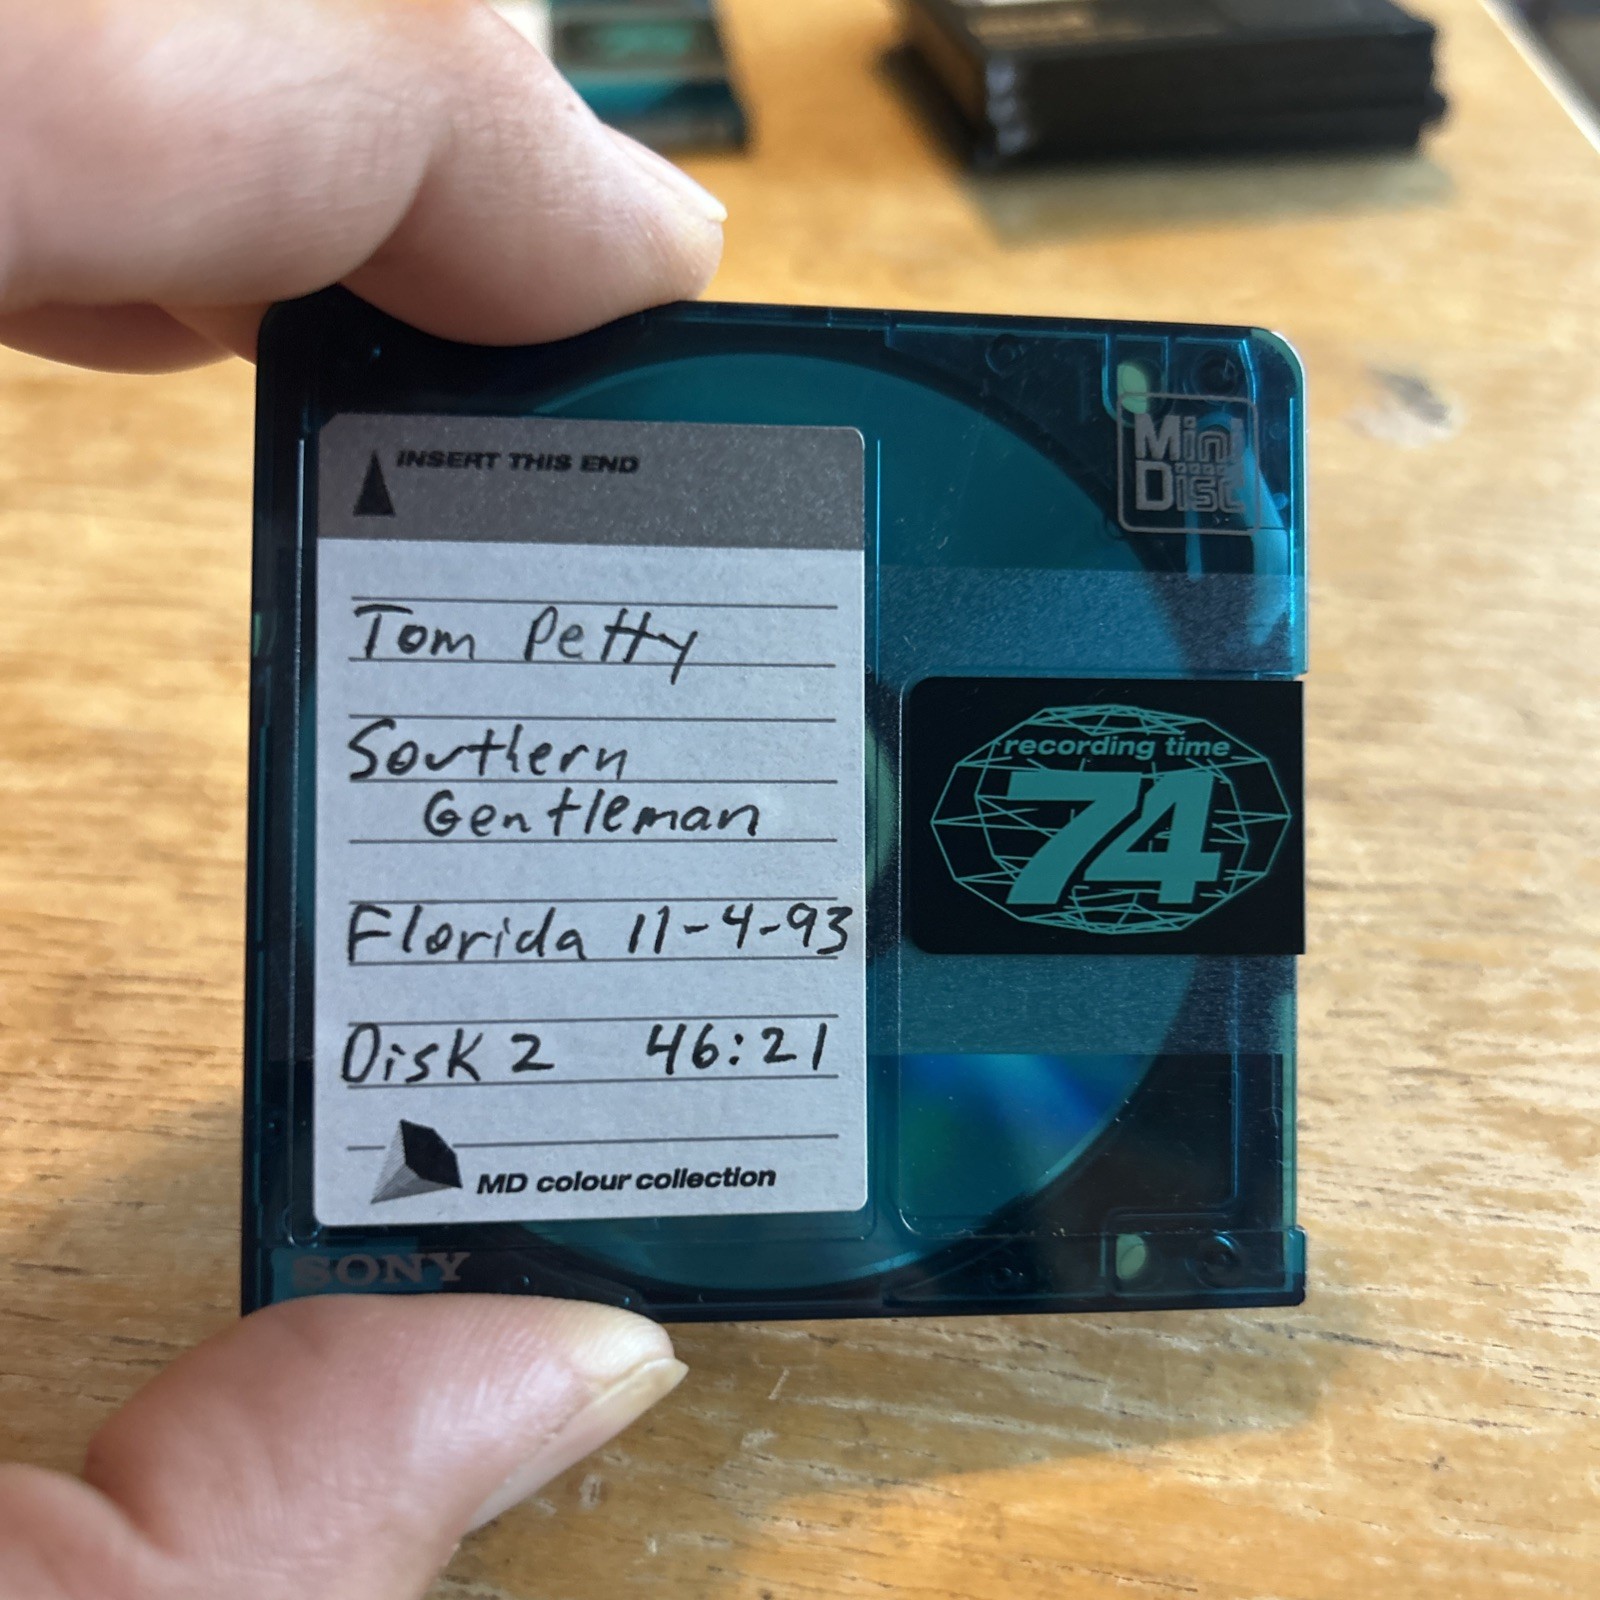 INSERT THIS END
Tom Petty
Southern
Gentleman
Florida 11-4-93
Disk 2 46:21
MD colour collection
SONY
Mini
Disc
recording time
74